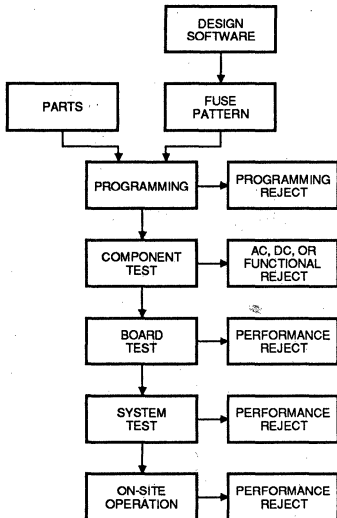 DESIGN
SOFTWARE
PARTS
FUSE
PATTERN
PROGRAMMING
PROGRAMMING
REJECT
COMPONENT
TEST
AC, DC, OR
FUNCTIONAL
REJECT
BOARD
TEST
PERFORMANCE
REJECT
SYSTEM
TEST
PERFORMANCE
REJECT
ON-SITE
OPERATION
PERFORMANCE
REJECT